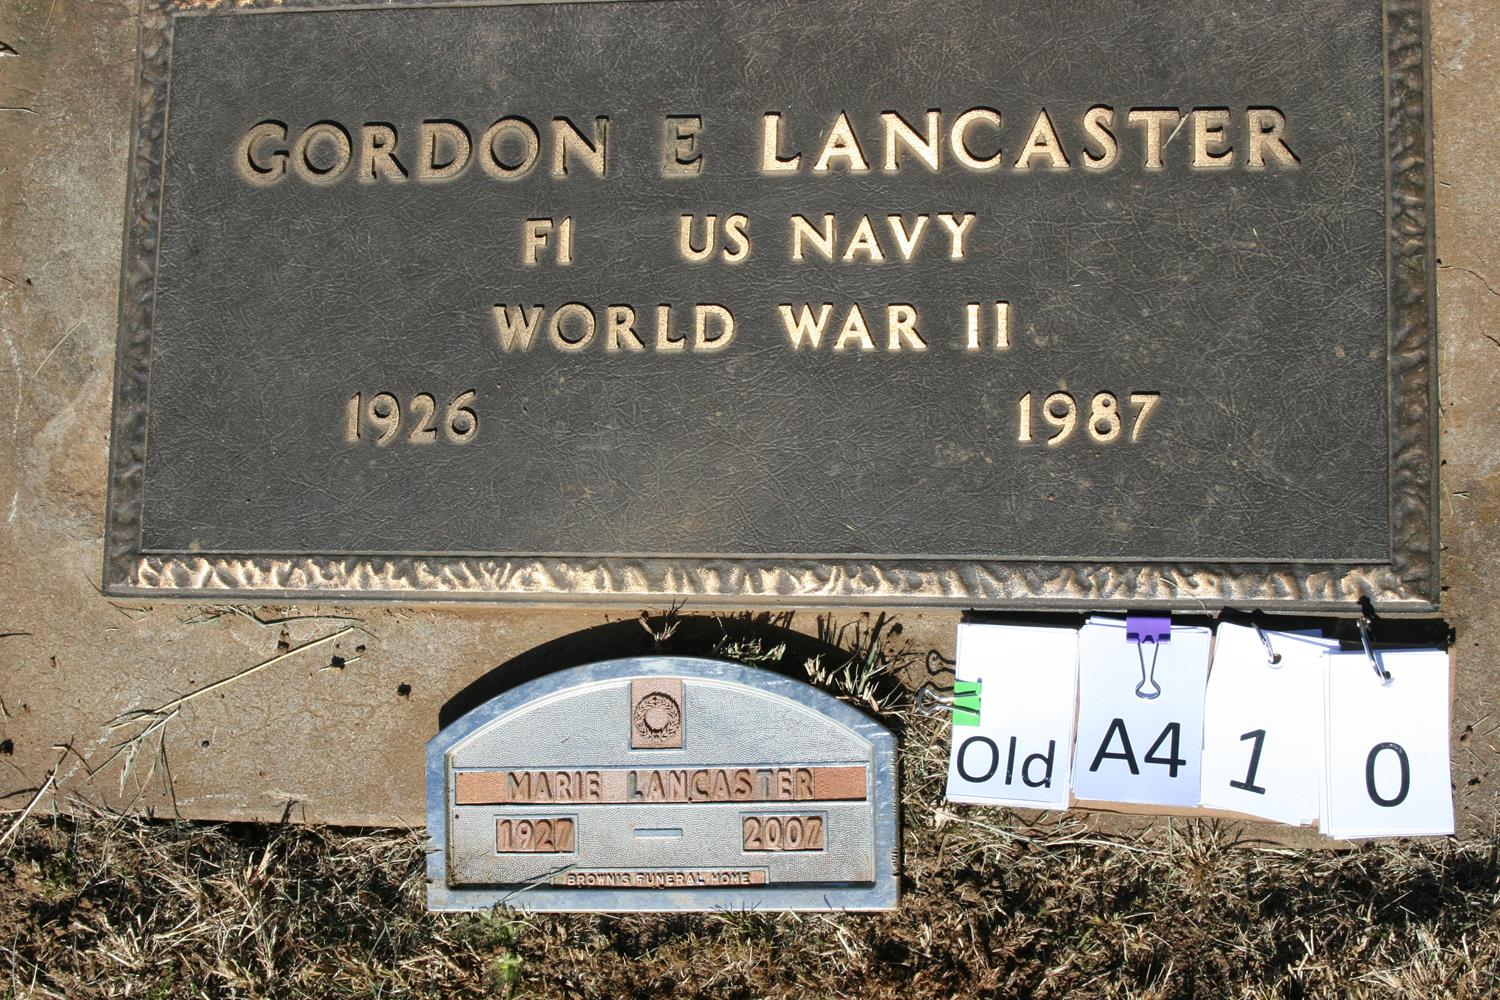 GORDON E LANCASTER
F1 US NAVY
WORLD WAR II
1926 1987
MARIE LANCASTER
1927 — 2007
BROWN'S FUNERAL HOME
Old A4 1 0